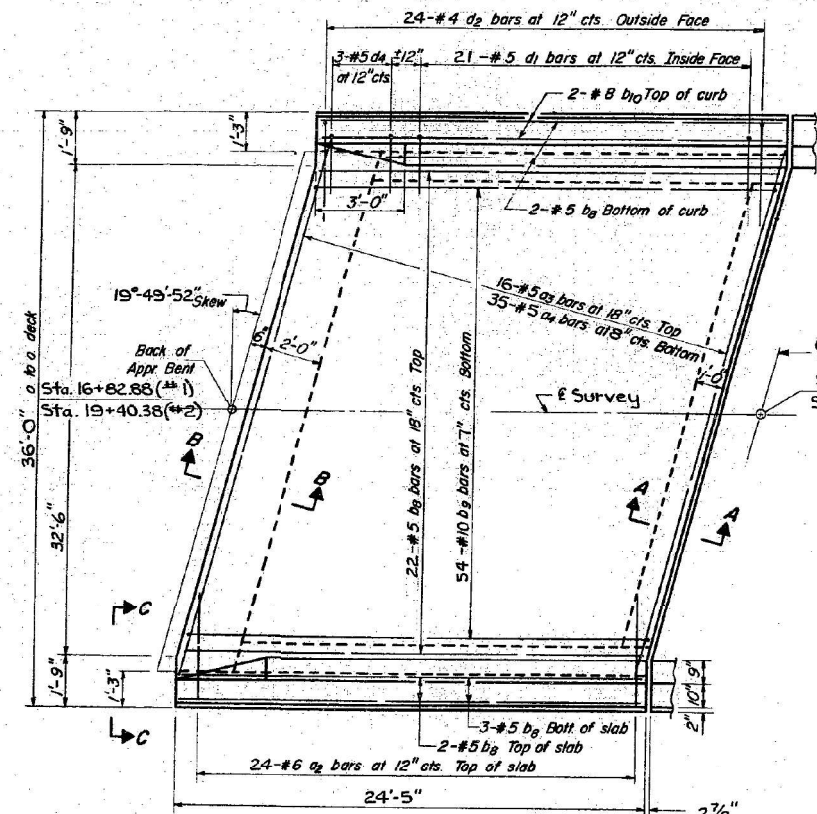 24-#4 d2 bars at 12" cts. Outside Face
3-#5 d4 ±12"
at 12"cts.
21-#5 d1 bars at 12" cts. Inside Face
2-#8 b10 Top of curb
1'-9"
1'-3"
3'-0"
2-#5 b8 Bottom of curb
19°-49'-52" Skew
16-#5 a3 bars at 18" cts. Top
35-#5 a4 bars at 8" cts. Bottom
6"
2'-0"
1'-0"
Back of
Appr. Bent
Sta. 16+82.88 (#1)
Sta. 19+40.38 (#2)
36'-0" o to o deck
32'-6"
℄ Survey
B
B
A
A
22-#5 b8 bars at 18" cts. Top
54-#10 b9 bars at 7" cts. Bottom
C
C
1'-9"
1'-3"
9"
10"
2"
3-#5 b8 Bott. of slab
2-#5 b8 Top of slab
24-#6 a2 bars at 12" cts. Top of slab
24'-5"
2 7/8"